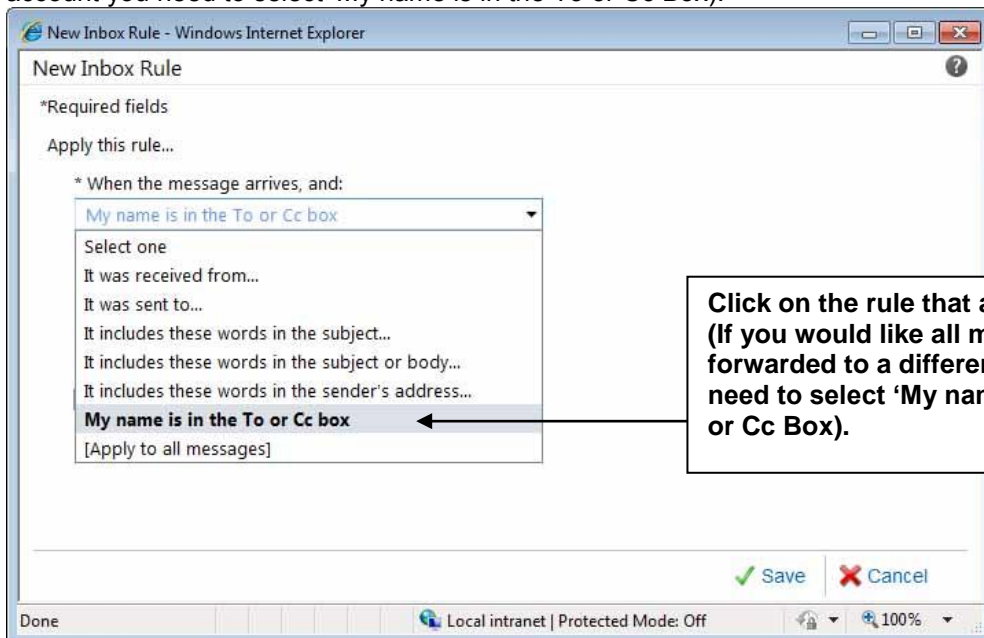 account you need to select 'My name is in the To or Cc Box).
New Inbox Rule - Windows Internet Explorer
New Inbox Rule
*Required fields
Apply this rule...
* When the message arrives, and:
My name is in the To or Cc box
Select one
It was received from...
It was sent to...
It includes these words in the subject...
It includes these words in the subject or body...
It includes these words in the sender's address...
My name is in the To or Cc box
[Apply to all messages]
Click on the rule that
(If you would like all
forwarded to a
need to select ‘My
or Cc Box).
Save
Cancel
Done
Local intranet | Protected Mode: Off
100%